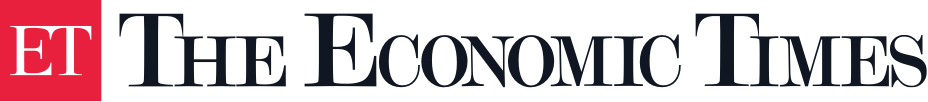 ET THE ECONOMIC TIMES